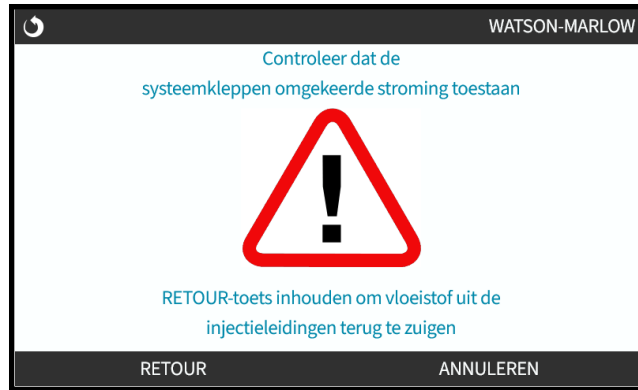 WATSON-MARLOW
Controleer dat de
systeemkleppen omgekeerde stroming toestaan
!
RETOUR-toets inhouden om vloeistof uit de
injectieleidingen terug te zuigen
RETOUR ANNULEREN